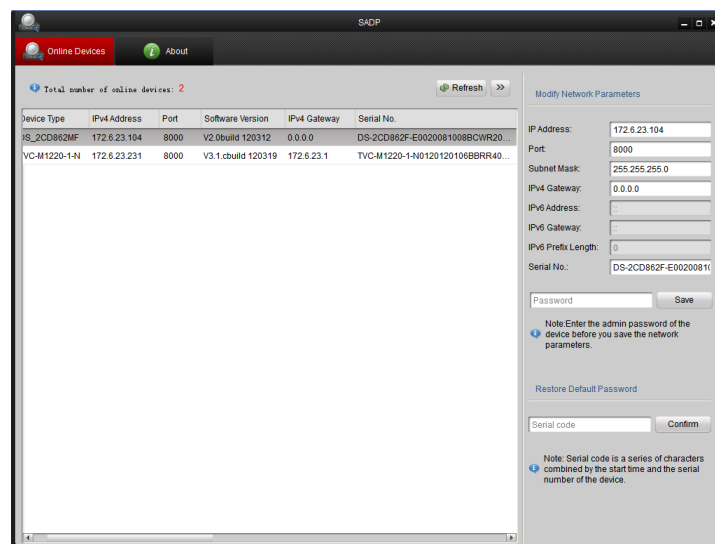 SADP
Online Devices
About
Total number of online devices: 2
Refresh
Device Type IPv4 Address Port Software Version IPv4 Gateway Serial No.
DS_2CD862MF 172.6.23.104 8000 V2.0build 120312 0.0.0.0 DS-2CD862F-E0020081008BCWR20...
VC-M1220-1-N 172.6.23.231 8000 V3.1.cbuild 120319 172.6.23.1 TVC-M1220-1-N0120120106BBRR40...
Modify Network Parameters
IP Address: 172.6.23.104
Port: 8000
Subnet Mask: 255.255.255.0
IPv4 Gateway: 0.0.0.0
IPv6 Address: ::
IPv6 Gateway: ::
IPv6 Prefix Length: 0
Serial No.: DS-2CD862F-E0020081(
Password Save
Note:Enter the admin password of the
device before you save the network
parameters.
Restore Default Password
Serial code Confirm
Note: Serial code is a series of characters
combined by the start time and the serial
number of the device.